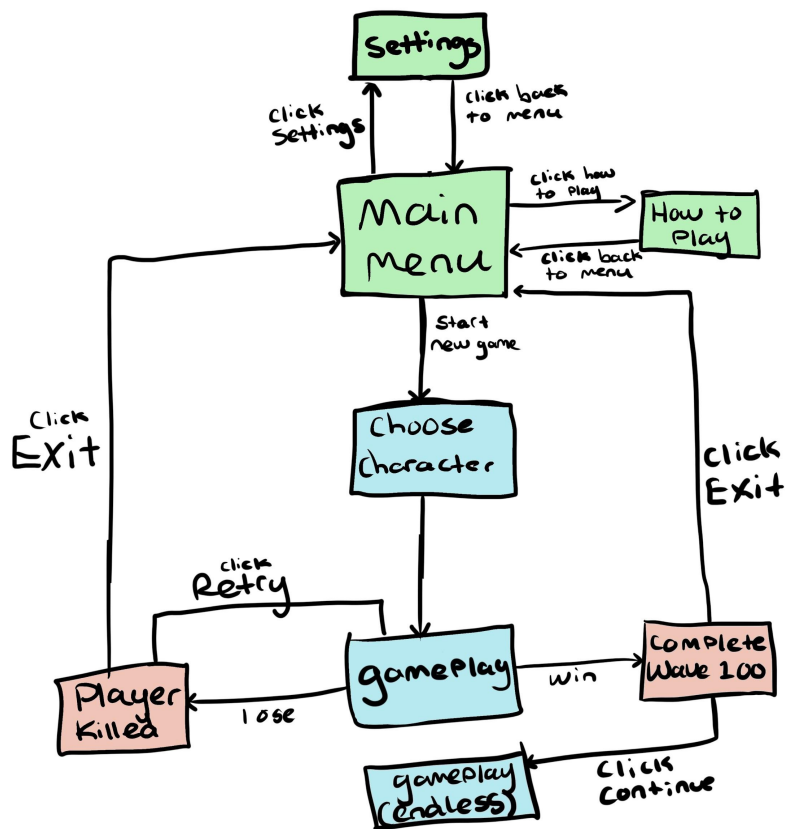 Settings
click
Settings
click back
to menu
Main
menu
click how
to Play
How to
Play
click back
to menu
Start
new game
Choose
Character
Click
Exit
click
Exit
click
Retry
gameplay
win
Complete
Wave 100
Player
Killed
lose
gameplay
(endless)
Click
Continue